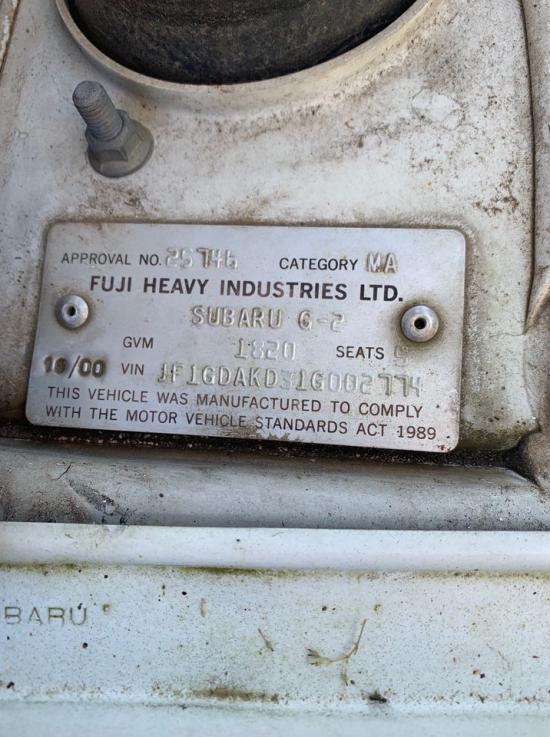 APPROVAL NO. 25746 CATEGORY MA
FUJI HEAVY INDUSTRIES LTD.
SUBARU G-2
GVM 1820 SEATS 5
10/00 VIN JF1GDAKD31G002774
THIS VEHICLE WAS MANUFACTURED TO COMPLY
WITH THE MOTOR VEHICLE STANDARDS ACT 1989
BARU